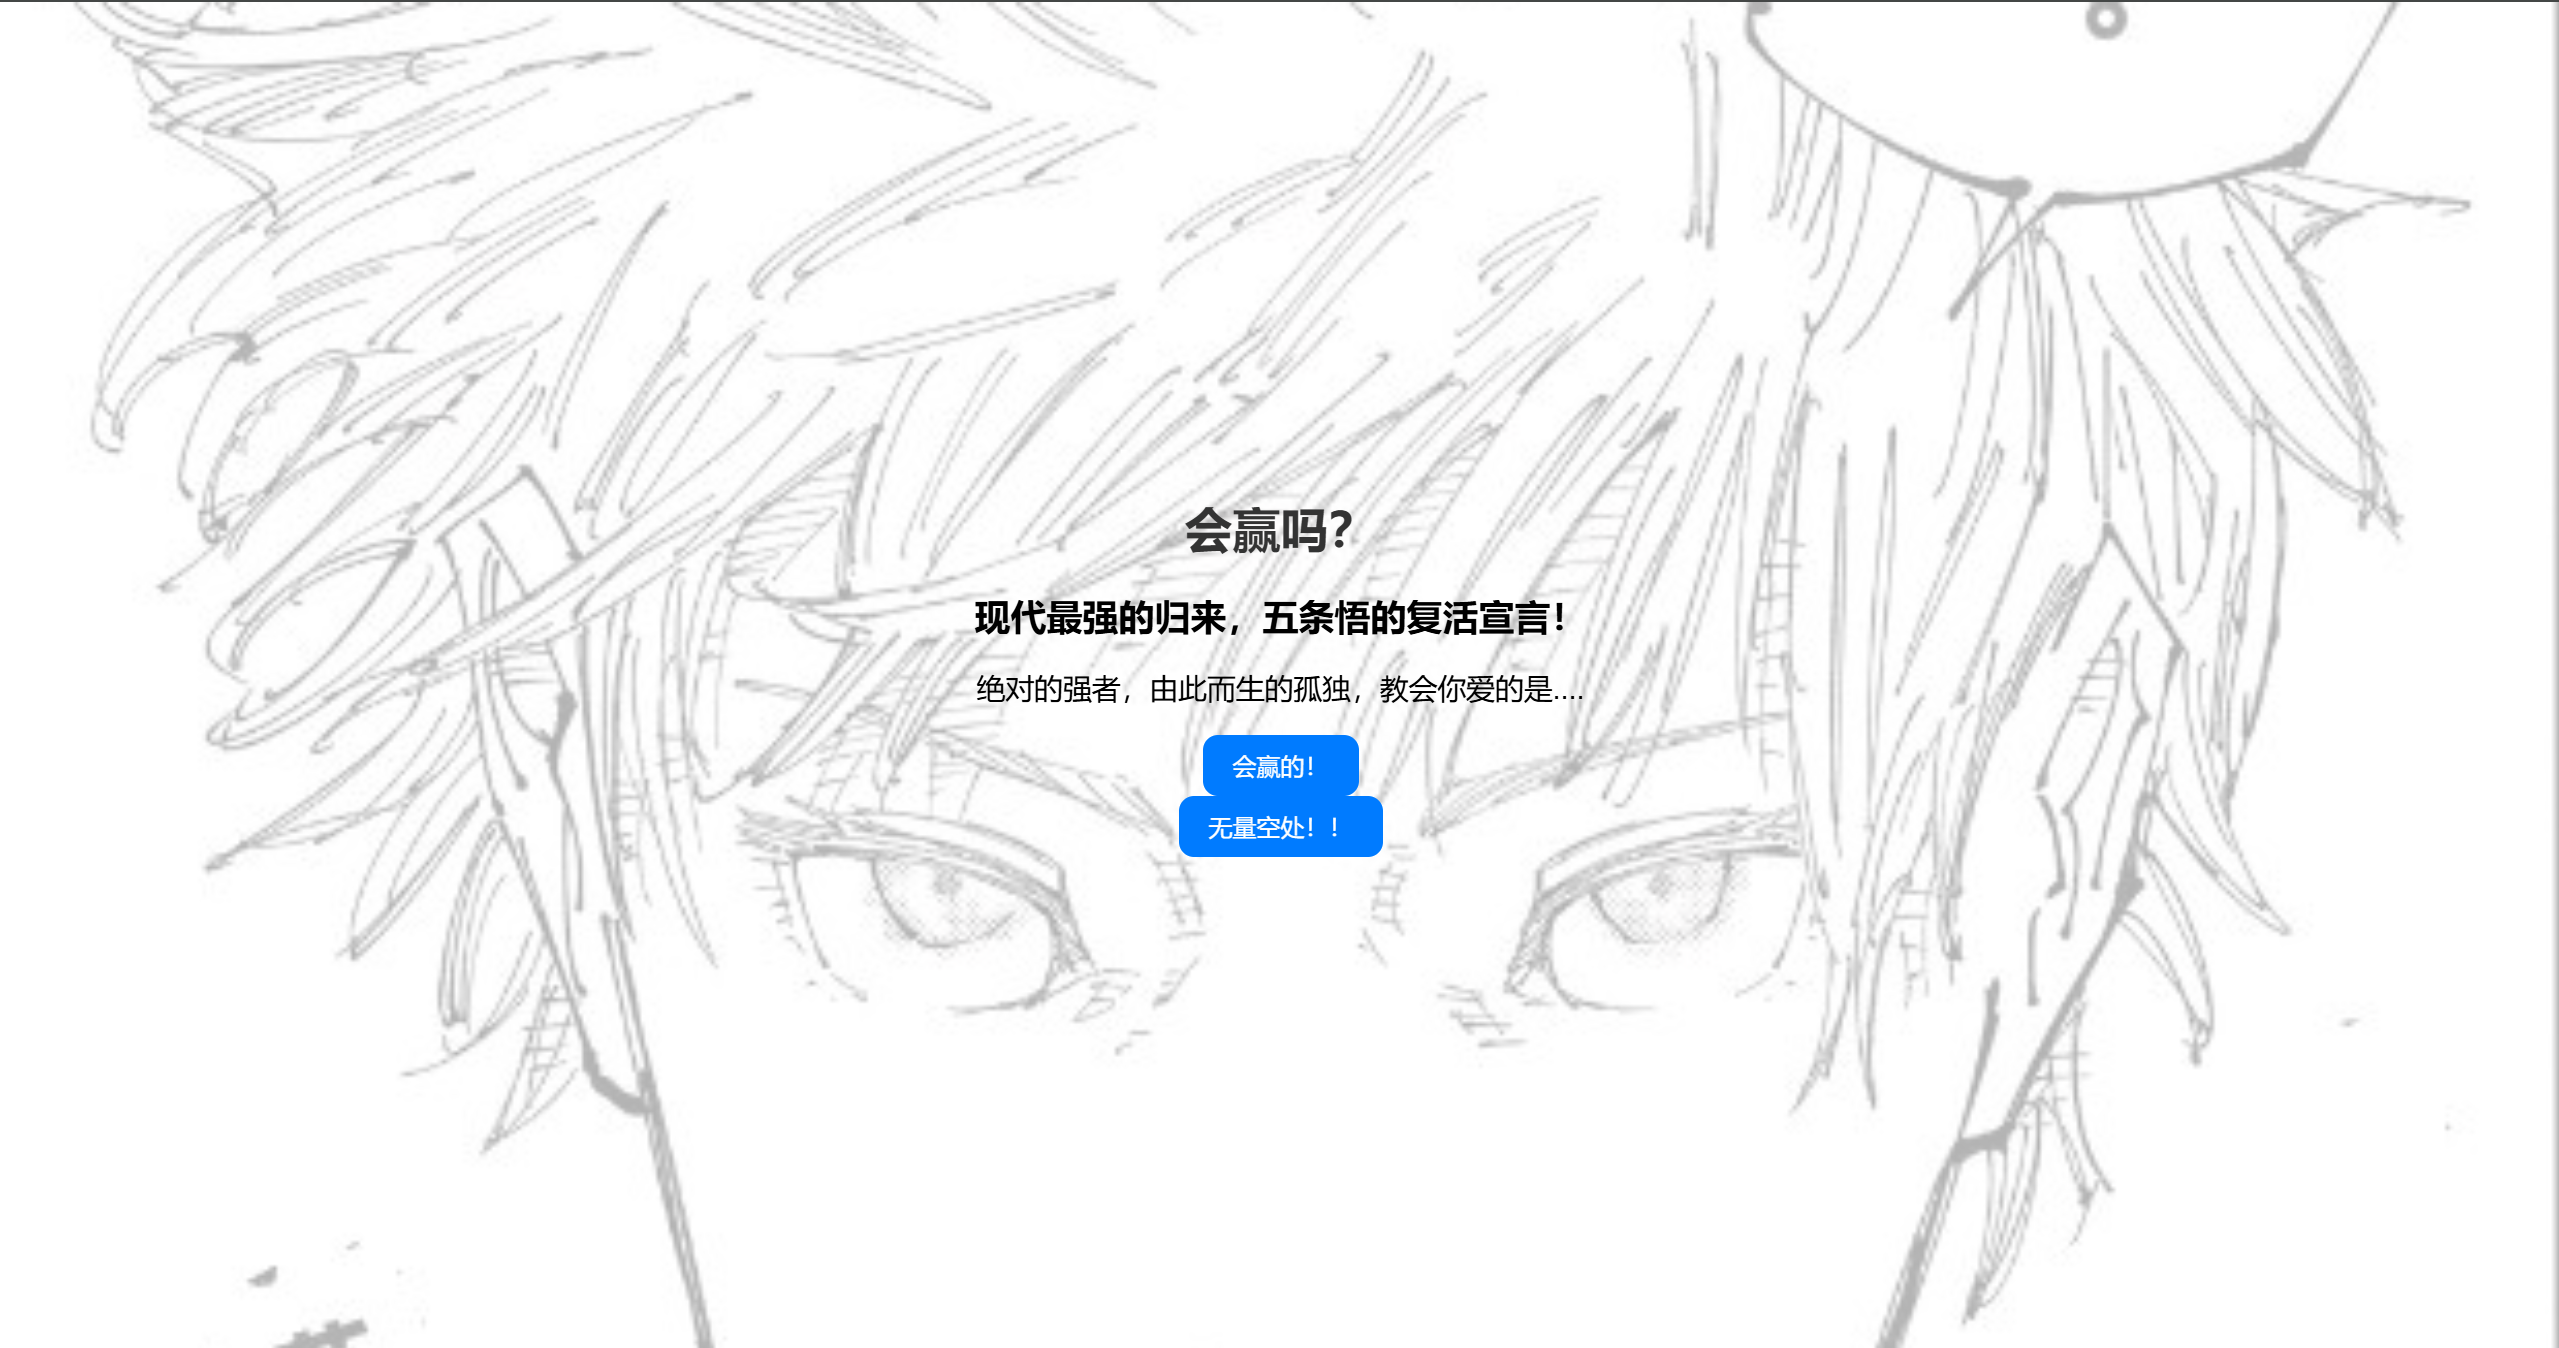 会赢吗？
现代最强的归来，五条悟的复活宣言！
绝对的强者，由此而生的孤独，教会你爱的是....
会赢的！
无量空处！！